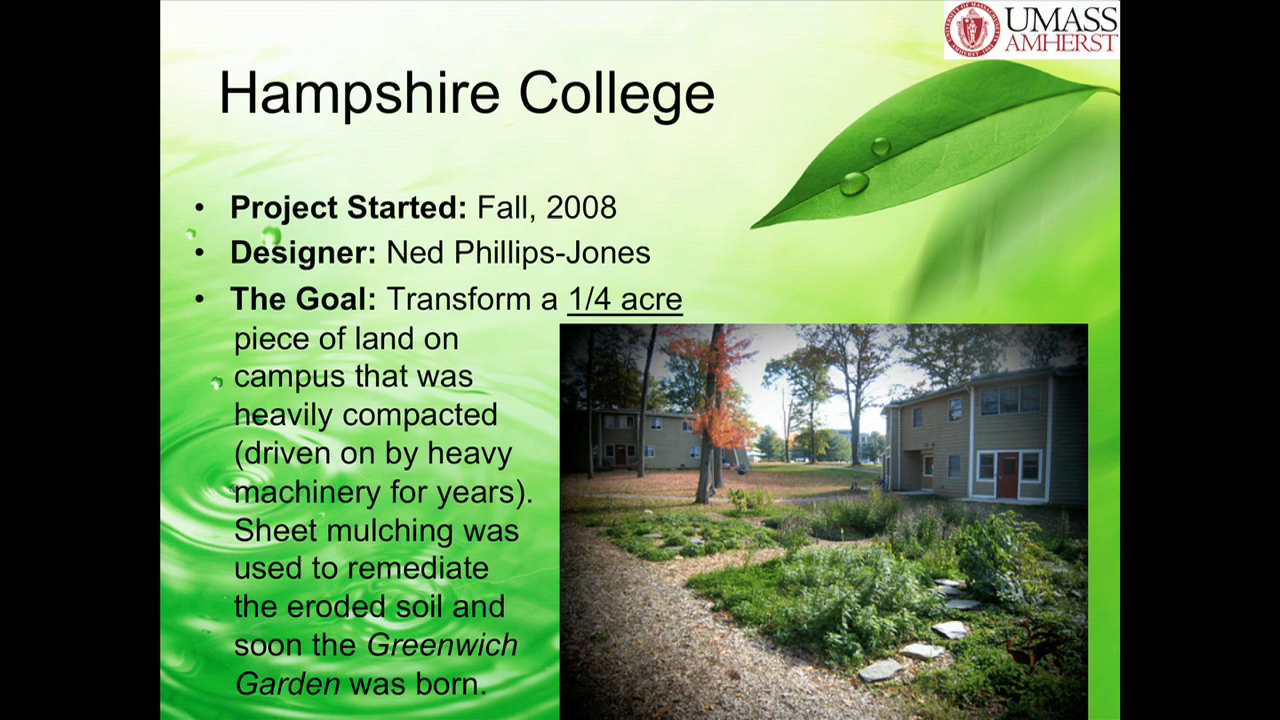 UMASS
AMHERST
Hampshire College
• Project Started: Fall, 2008
• Designer: Ned Phillips-Jones
• The Goal: Transform a 1/4 acre
piece of land on
campus that was
heavily compacted
(driven on by heavy
machinery for years).
Sheet mulching was
used to remediate
the eroded soil and
soon the Greenwich
Garden was born.